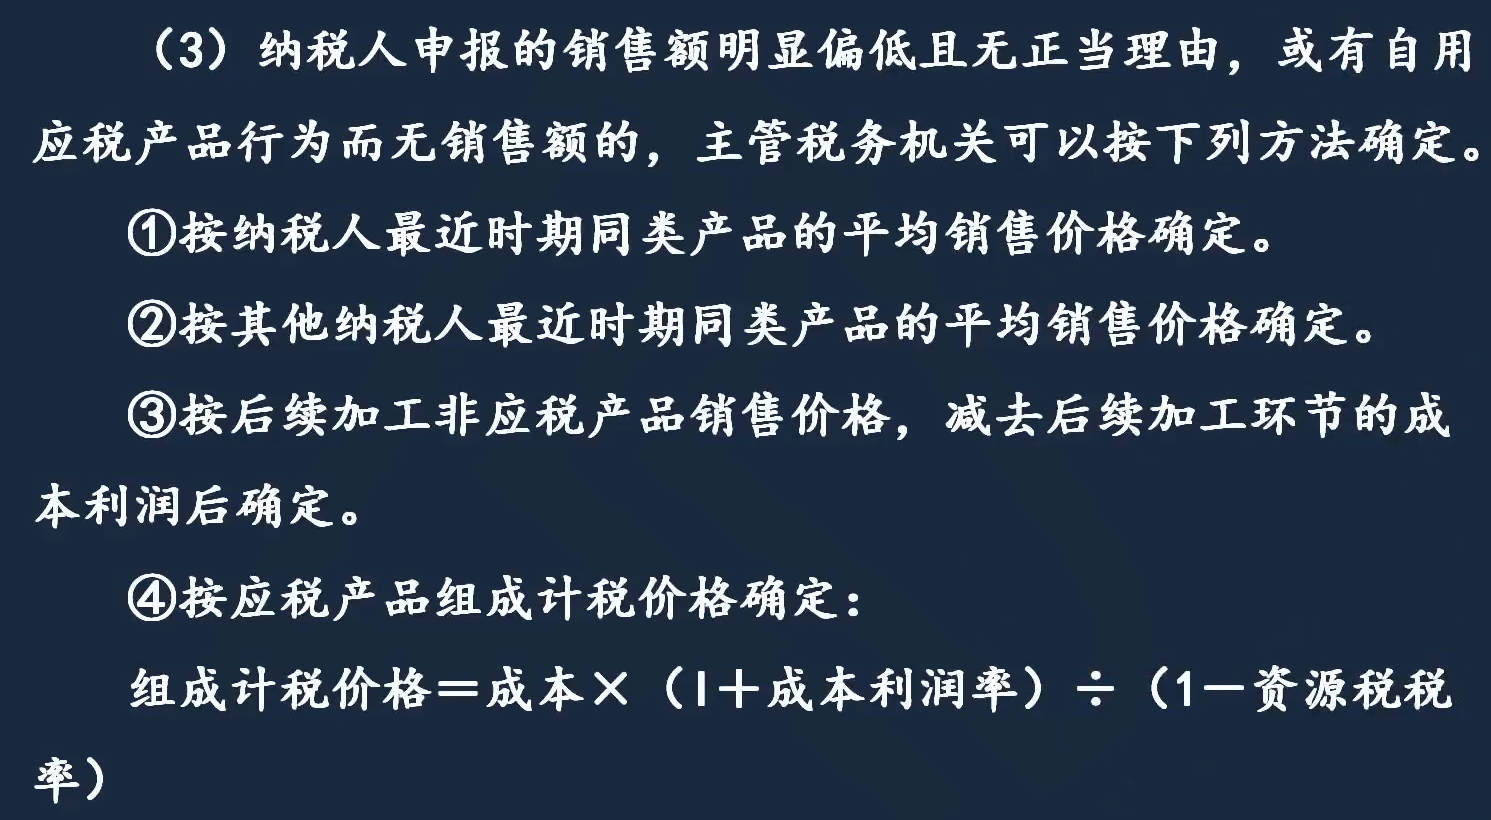 （3）纳税人申报的销售额明显偏低且无正当理由，或有自用
应税产品行为而无销售额的，主管税务机关可以按下列方法确定。
①按纳税人最近时期同类产品的平均销售价格确定。
②按其他纳税人最近时期同类产品的平均销售价格确定。
③按后续加工非应税产品销售价格，减去后续加工环节的成
本利润后确定。
④按应税产品组成计税价格确定：
组成计税价格＝成本×（l＋成本利润率）÷（1－资源税税
率）